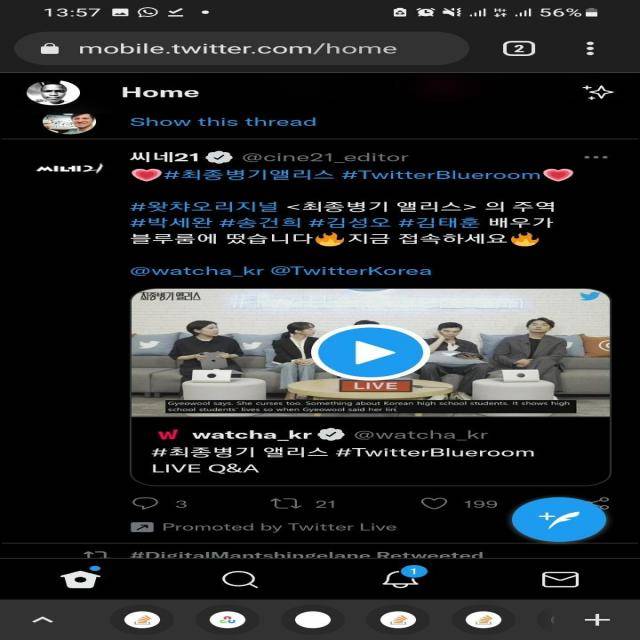 13:57
56%
mobile.twitter.com/home
2
Home
Show this thread
씨네21
씨네21 @cine21_editor
#최종병기앨리스 #TwitterBlueroom
#왓챠오리지널 <최종병기 앨리스> 의 주역
#박세완 #송건희 #김성오 #김태훈 배우가
블루룸에 떴습니다🔥지금 접속하세요🔥
@watcha_kr @TwitterKorea
최종병기 앨리스
LIVE
Gyeowool says. She curses too. Something about Korean high school students. It shows high
school students' lives so when Gyeowool said her lin
W watcha_kr @watcha_kr
#최종병기 앨리스 #TwitterBlueroom
LIVE Q&A
3 21 199
Promoted by Twitter Live
#DigitalMantshingelane Retweeted
1